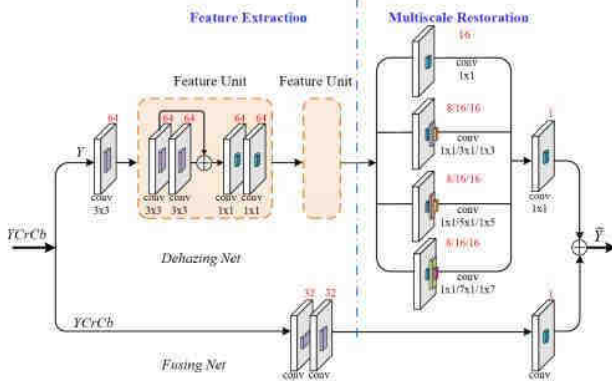 Feature Extraction
Multiscale Restoration
16
conv
1x1
Feature Unit
Feature Unit
64
64
64
64
64
8/16/16
conv
1x1/3x1/1x3
1
Y
conv
3x3
conv
3x3
conv
3x3
conv
1x1
conv
1x1
8/16/16
conv
1x1/5x1/1x5
conv
1x1
YCrCb
Dehazing Net
8/16/16
conv
1x1/7x1/1x7
Ỹ
YCrCb
32
32
1
Fusing Net
conv
conv
conv